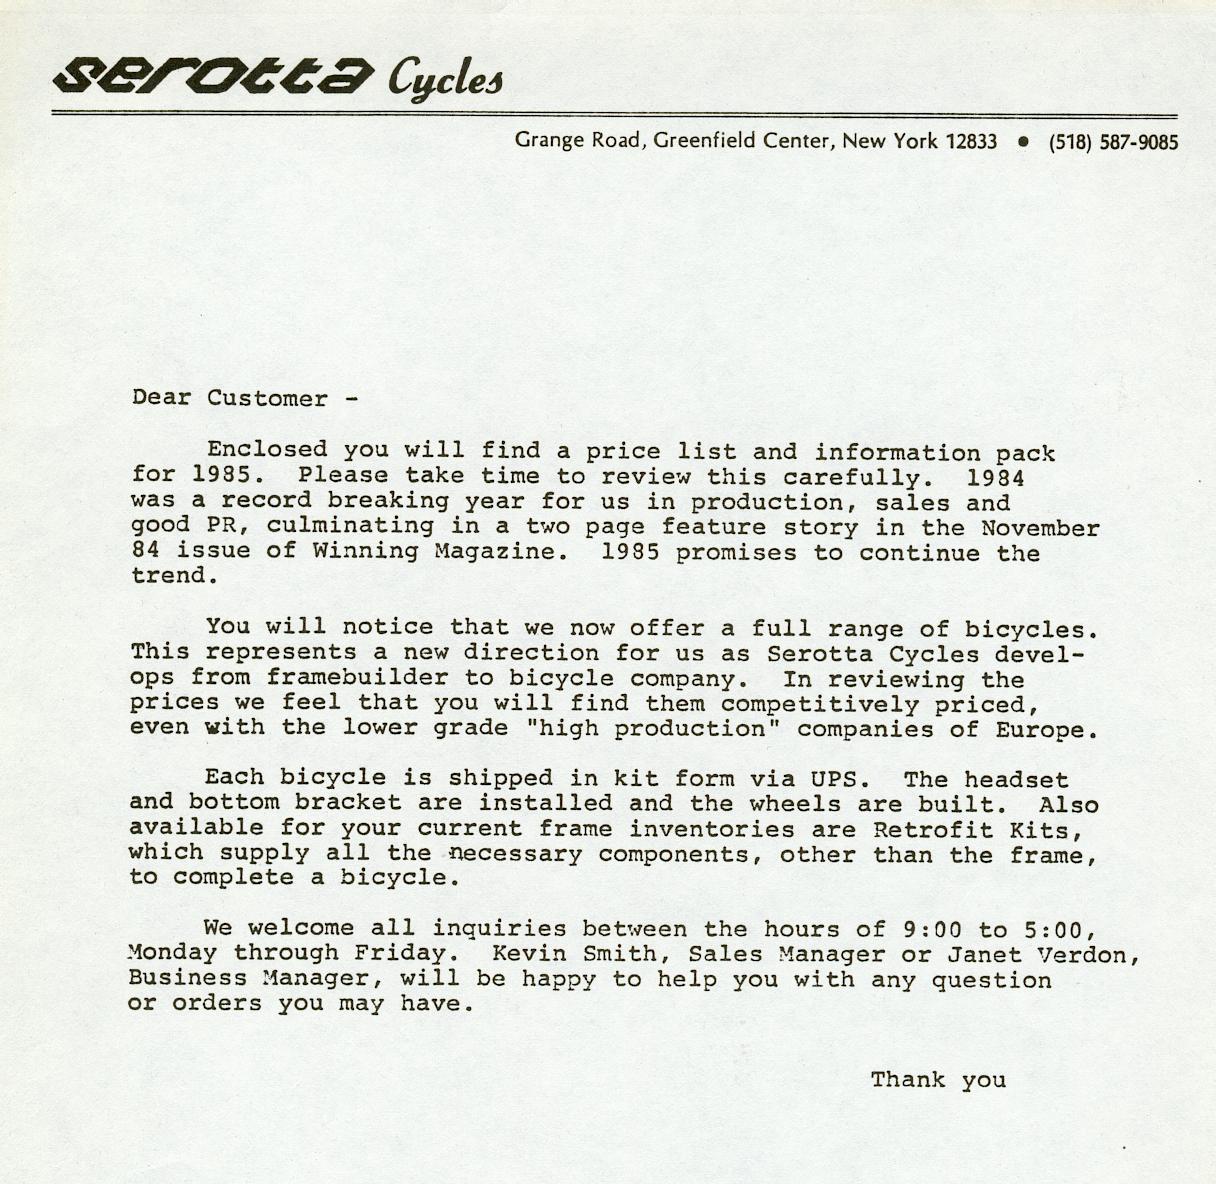 serotta Cycles
Grange Road, Greenfield Center, New York 12833 • (518) 587-9085
Dear Customer -
Enclosed you will find a price list and information pack
for 1985. Please take time to review this carefully. 1984
was a record breaking year for us in production, sales and
good PR, culminating in a two page feature story in the November
84 issue of Winning Magazine. 1985 promises to continue the
trend.
You will notice that we now offer a full range of bicycles.
This represents a new direction for us as Serotta Cycles devel-
ops from framebuilder to bicycle company. In reviewing the
prices we feel that you will find them competitively priced,
even with the lower grade "high production" companies of Europe.
Each bicycle is shipped in kit form via UPS. The headset
and bottom bracket are installed and the wheels are built. Also
available for your current frame inventories are Retrofit Kits,
which supply all the necessary components, other than the frame,
to complete a bicycle.
We welcome all inquiries between the hours of 9:00 to 5:00,
Monday through Friday. Kevin Smith, Sales Manager or Janet Verdon,
Business Manager, will be happy to help you with any question
or orders you may have.
Thank you